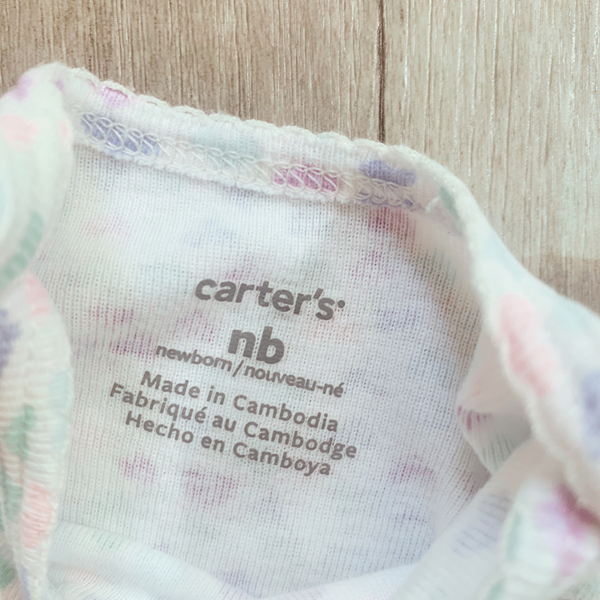 carter's
nb
newborn/nouveau-né
Made in Cambodia
Fabriqué au Cambodge
Hecho en Camboya